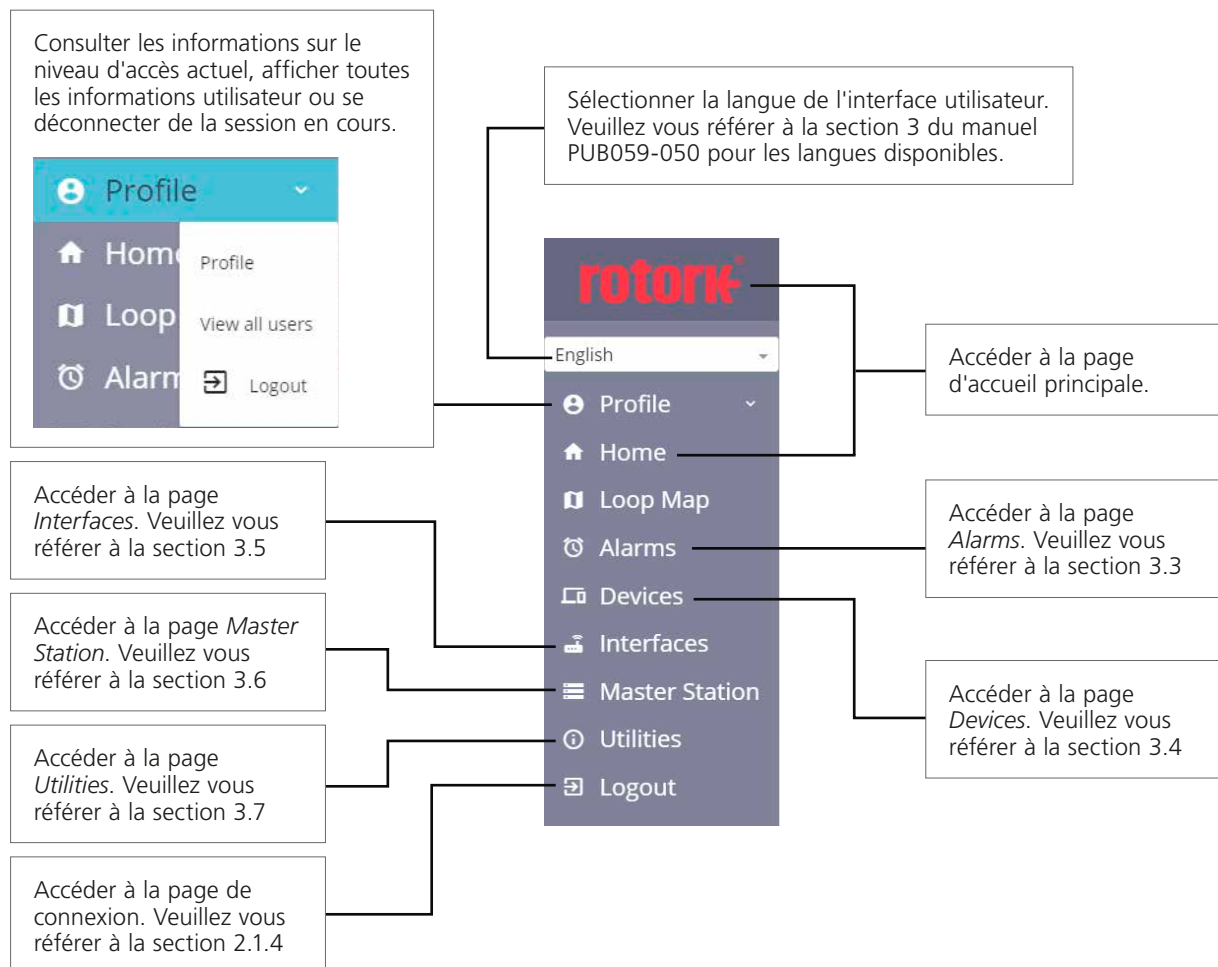 Consulter les informations sur le
niveau d'accès actuel, afficher toutes
les informations utilisateur ou se
déconnecter de la session en cours.
Profile
Home
Loop
Alarm
Profile
View all users
Logout
Sélectionner la langue de l'interface utilisateur.
Veuillez vous référer à la section 3 du manuel
PUB059-050 pour les langues disponibles.
rotork®
English
Profile
Home
Loop Map
Alarms
Devices
Interfaces
Master Station
Utilities
Logout
Accéder à la page
d'accueil principale.
Accéder à la page
Alarms. Veuillez vous
référer à la section 3.3
Accéder à la page
Devices. Veuillez vous
référer à la section 3.4
Accéder à la page
Interfaces. Veuillez vous
référer à la section 3.5
Accéder à la page Master
Station. Veuillez vous
référer à la section 3.6
Accéder à la page
Utilities. Veuillez vous
référer à la section 3.7
Accéder à la page de
connexion. Veuillez vous
référer à la section 2.1.4